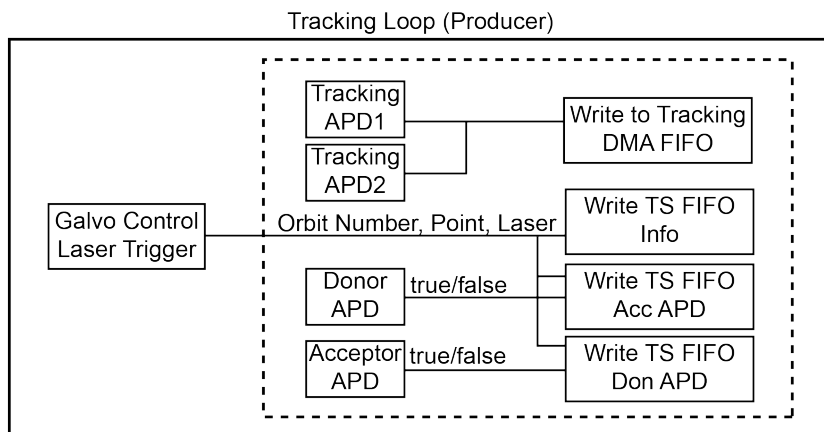 Tracking Loop (Producer)
Tracking
APD1
Write to Tracking
DMA FIFO
Tracking
APD2
Galvo Control
Laser Trigger
Orbit Number, Point, Laser
Write TS FIFO
Info
Donor
APD
true/false
Write TS FIFO
Acc APD
Acceptor
APD
true/false
Write TS FIFO
Don APD